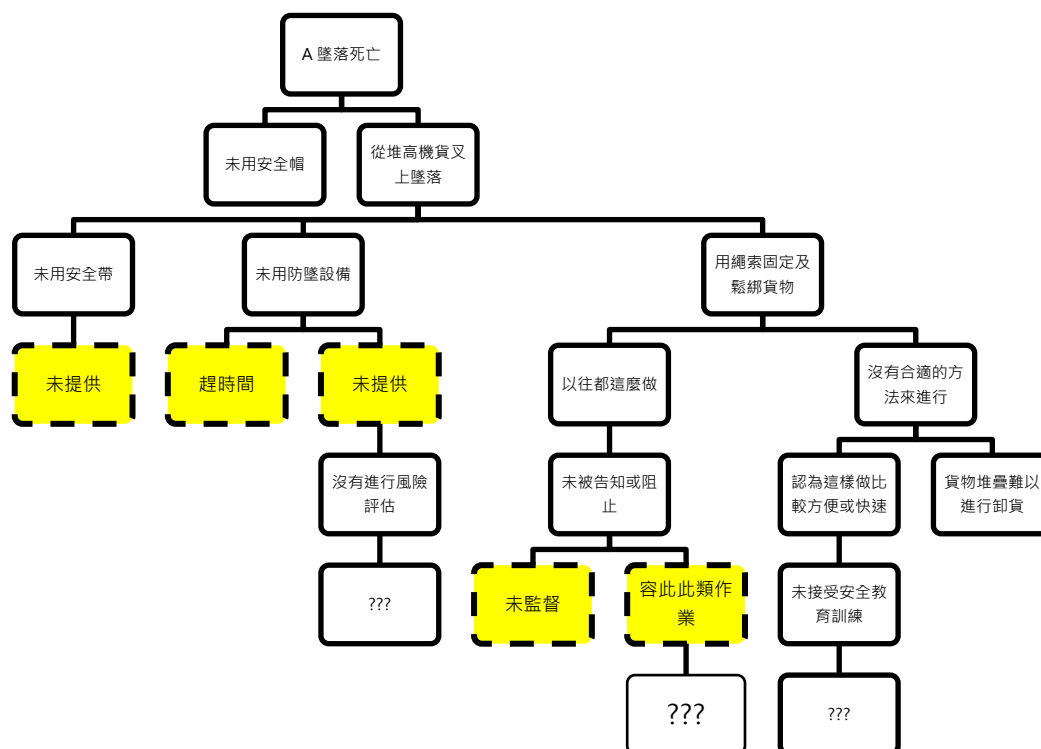 A 墜落死亡
未用安全帽
從堆高機貨叉
上墜落
未用安全帶
未用防墜設備
用繩索固定及
鬆綁貨物
未提供
趕時間
未提供
以往都這麼做
沒有合適的方
法來進行
沒有進行風險
評估
未被告知或阻
止
認為這樣做比
較方便或快速
貨物堆疊難以
進行卸貨
???
未監督
容此此類作
業
未接受安全教
育訓練
???
???